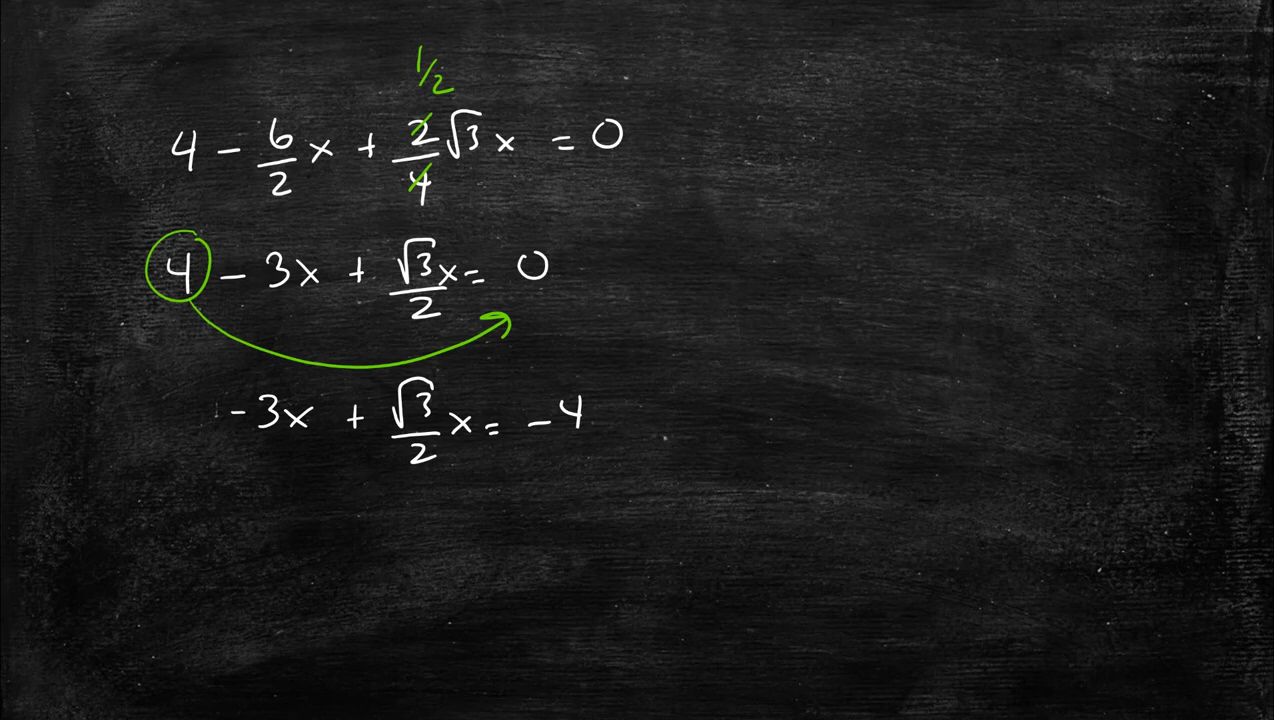 1/2
4 - 6/2 x + 2/4 √3 x = 0
4 - 3x + √3/2 x = 0
-3x + √3/2 x = -4